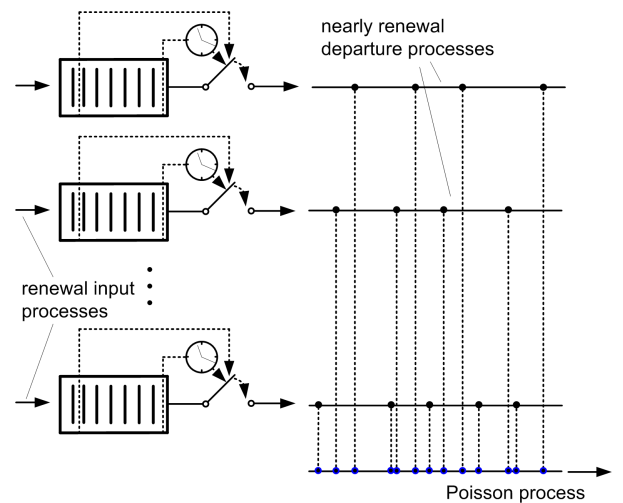 nearly renewal
departure processes
renewal input
processes
Poisson process